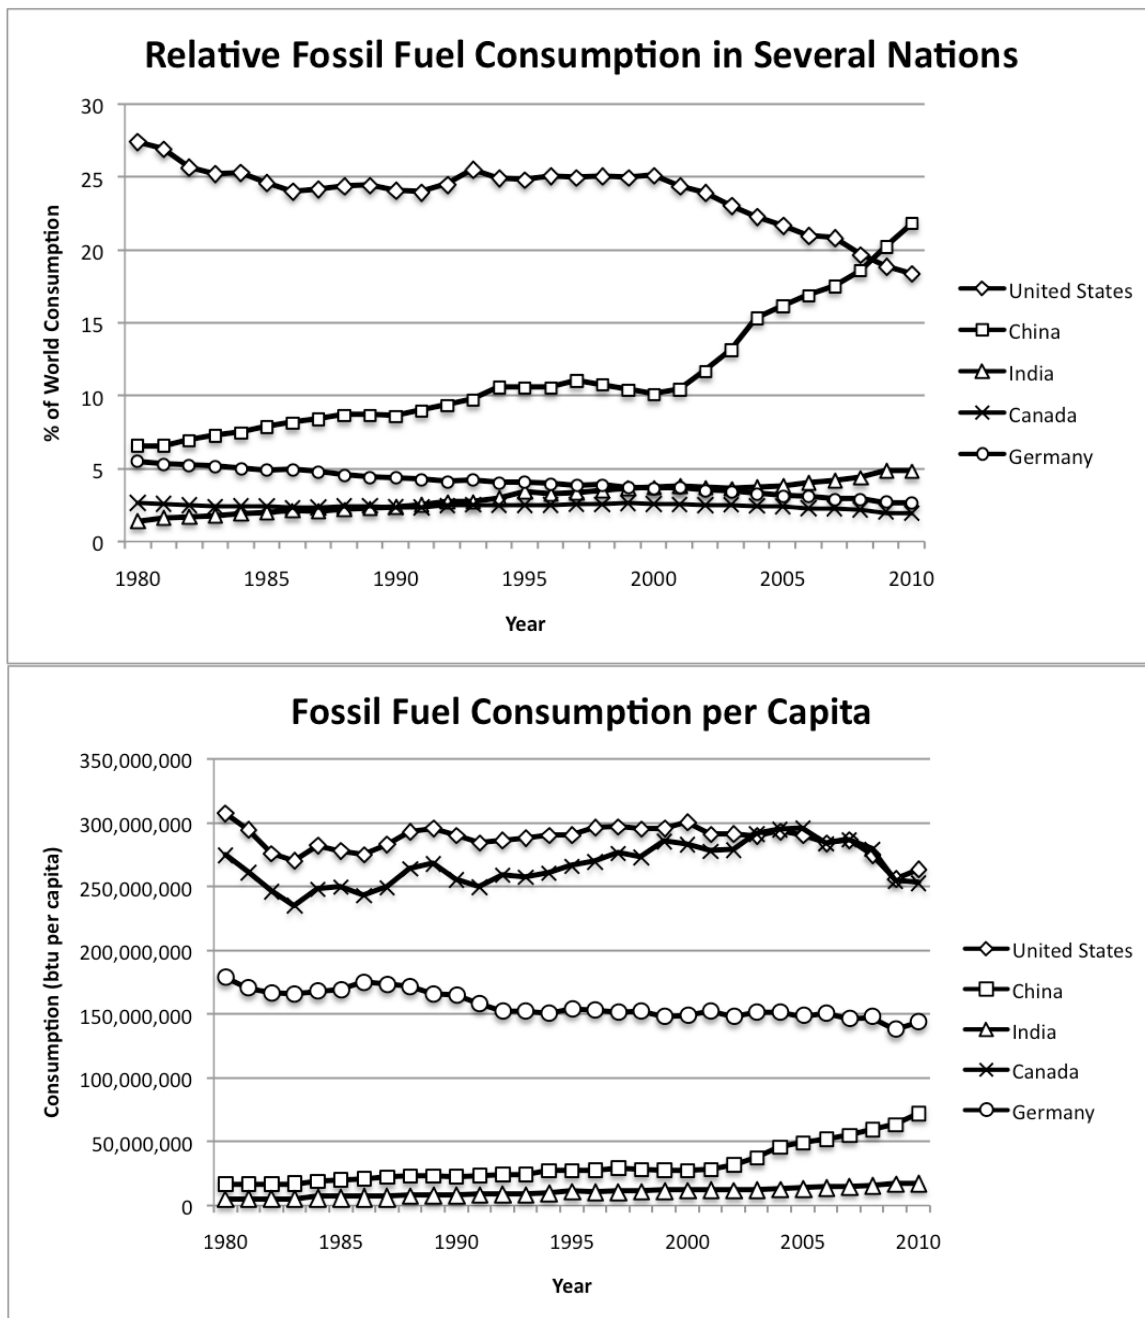 Relative Fossil Fuel Consumption in Several Nations
30
25
20
15
10
5
0
% of World Consumption
1980 1985 1990 1995 2000 2005 2010
Year
United States
China
India
Canada
Germany
Fossil Fuel Consumption per Capita
350,000,000
300,000,000
250,000,000
200,000,000
150,000,000
100,000,000
50,000,000
0
Consumption (btu per capita)
1980 1985 1990 1995 2000 2005 2010
Year
United States
China
India
Canada
Germany